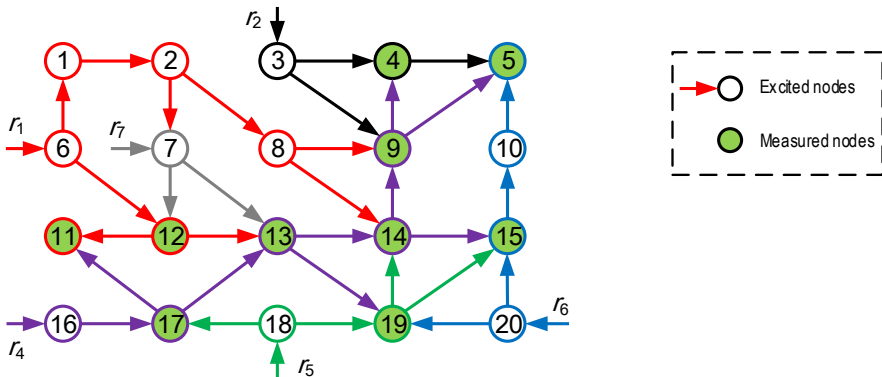 r2
1 2 3 4 5
Excited nodes
r1 r7
6 7 8 9 10
Measured nodes
11 12 13 14 15
16 17 18 19 20
r4 r5 r6